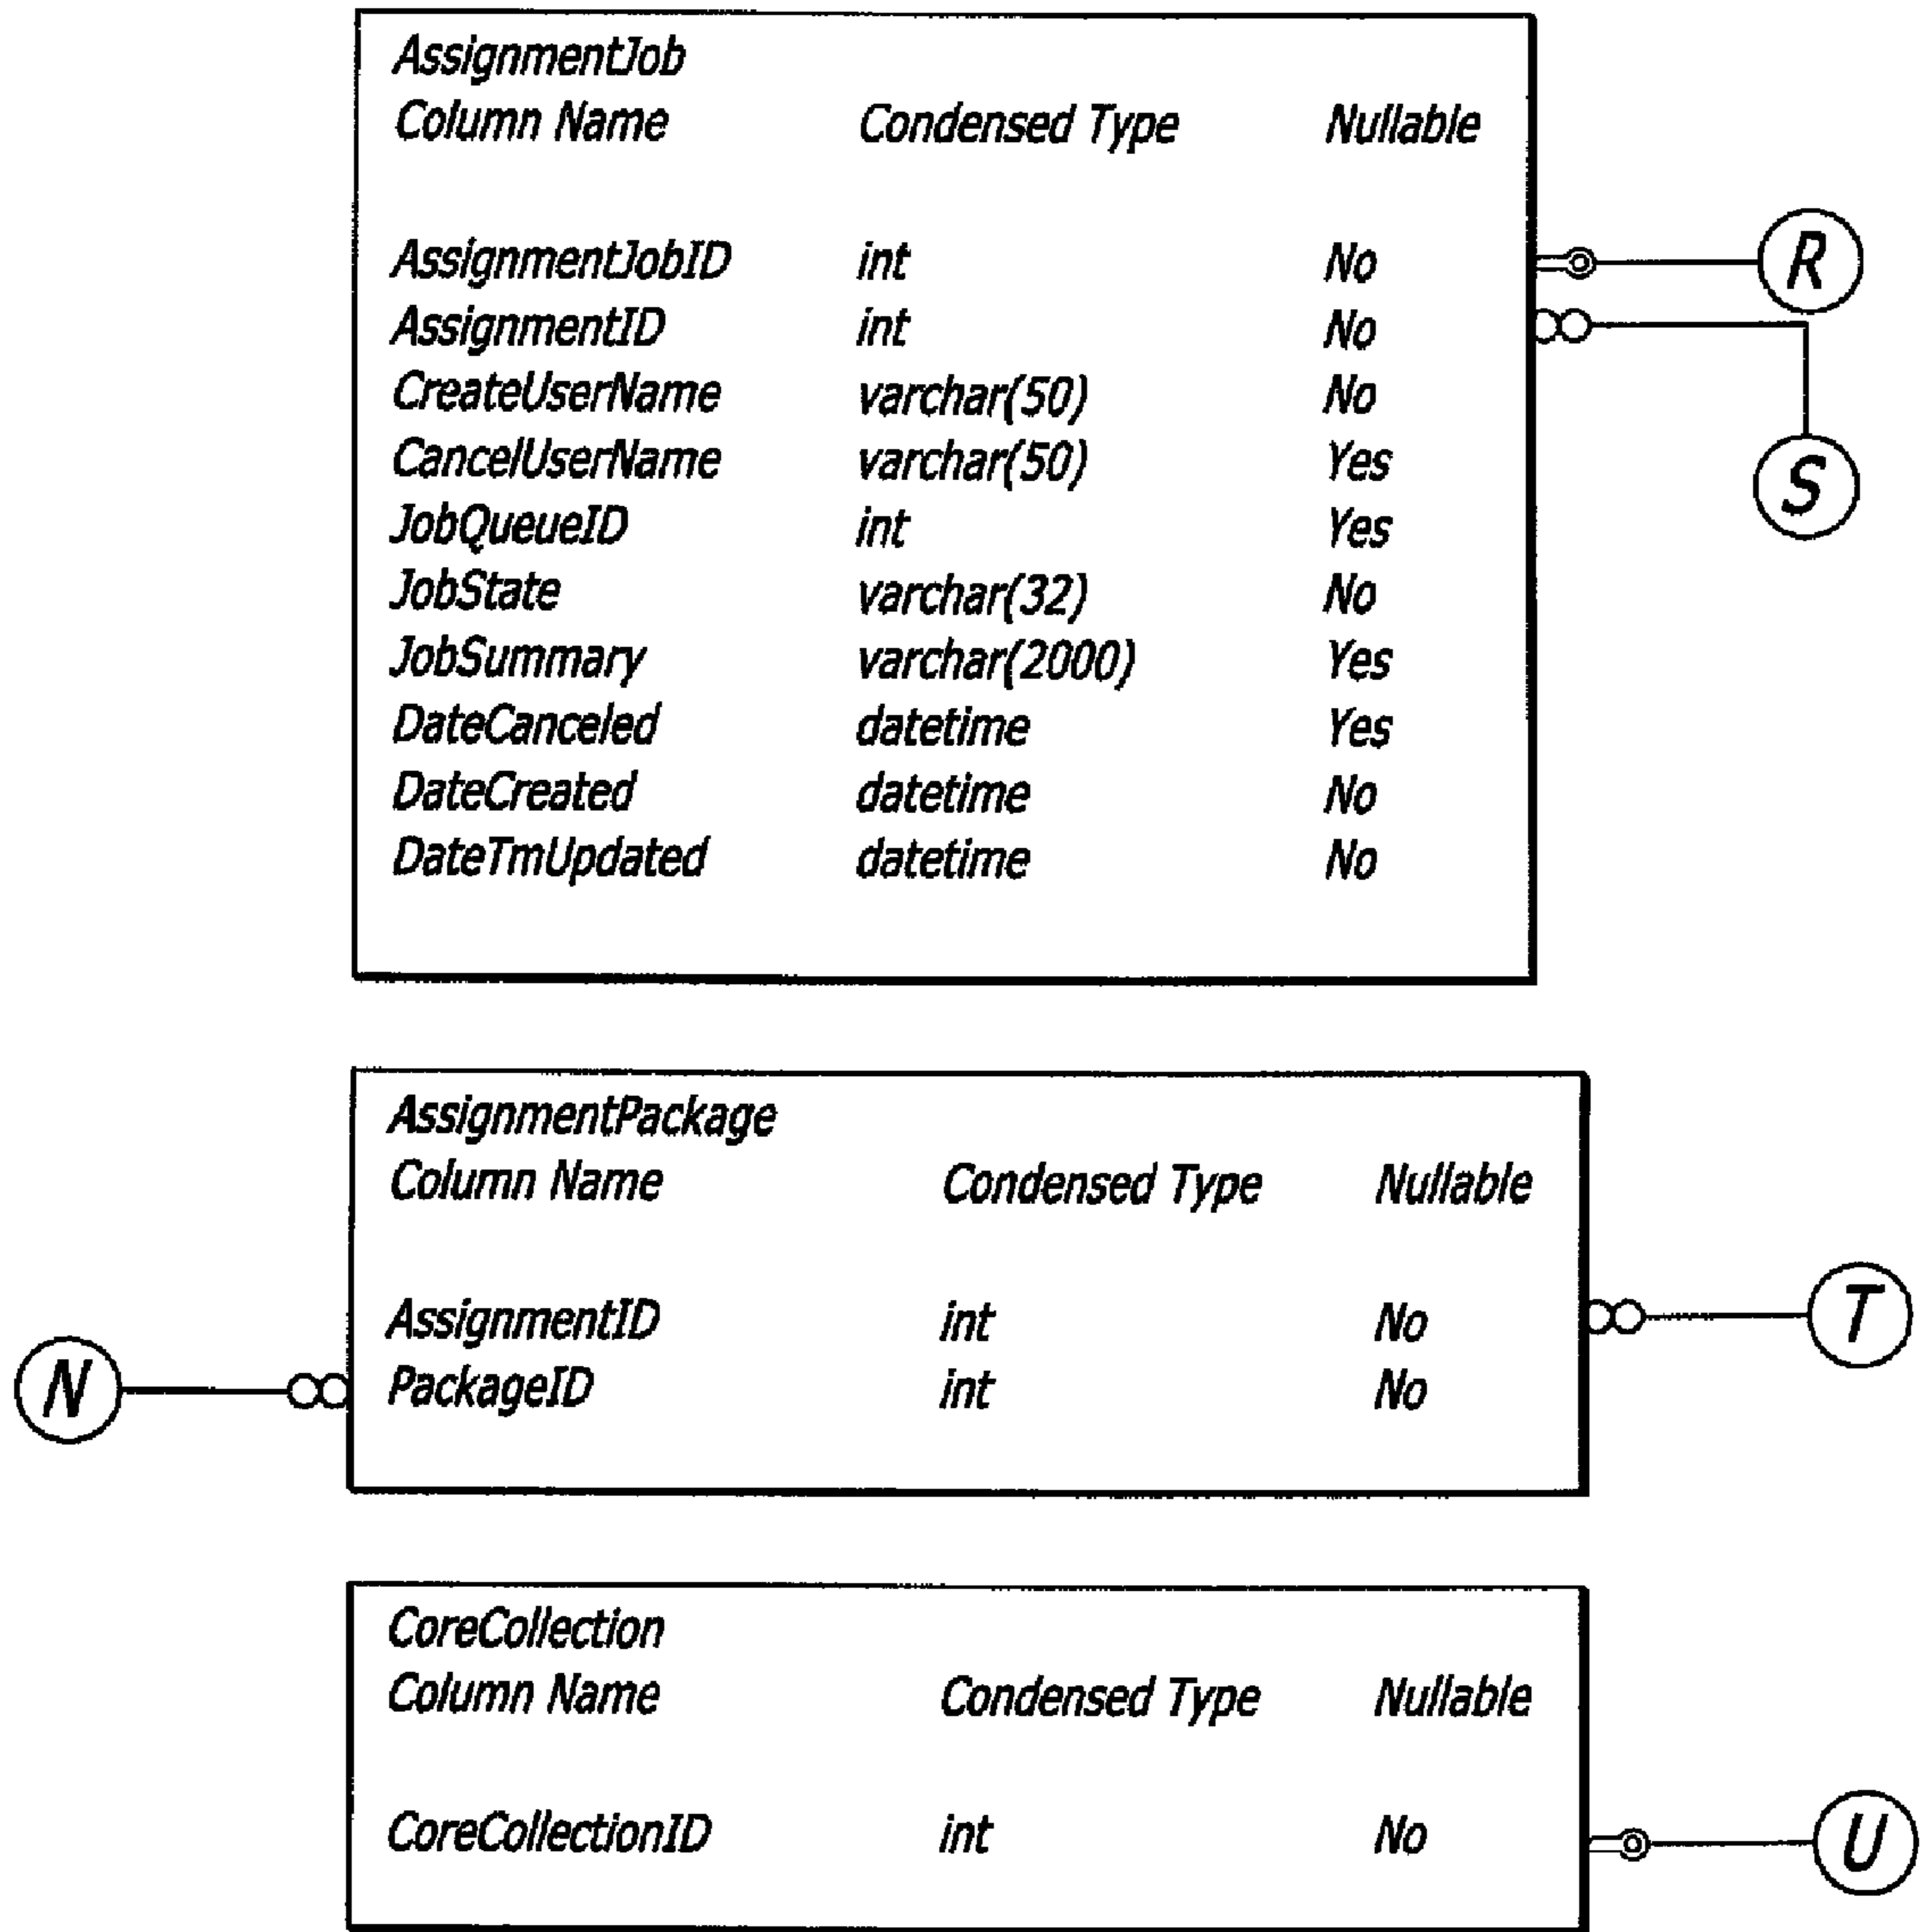 AssignmentJob
Column Name Condensed Type Nullable
AssignmentJobID int No
R
AssignmentID int No
CreateUserName varchar(50) No
CancelUserName varchar(50) Yes
S
JobQueueID int Yes
JobState varchar(32) No
JobSummary varchar(2000) Yes
DateCanceled datetime Yes
DateCreated datetime No
DateTmUpdated datetime No
AssignmentPackage
Column Name Condensed Type Nullable
AssignmentID int No
T
N
PackageID int No
CoreCollection
Column Name Condensed Type Nullable
CoreCollectionID int No
U